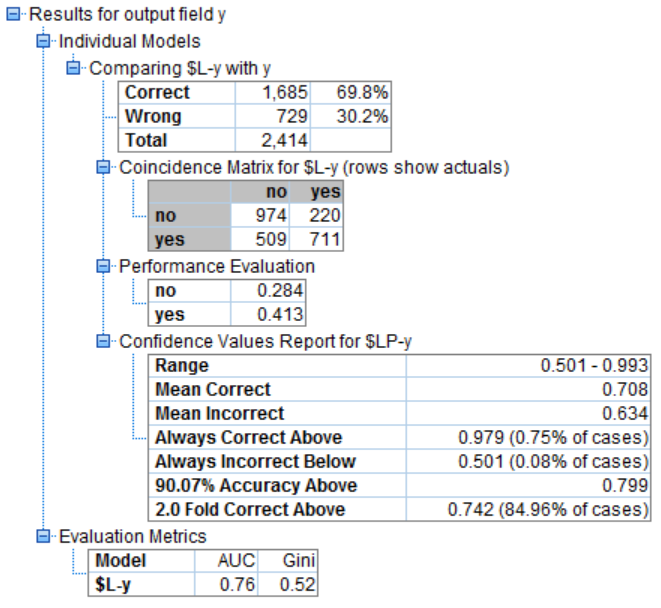 Results for output field y
Individual Models
Comparing $L-y with y
Correct 1,685 69.8%
Wrong 729 30.2%
Total 2,414
Coincidence Matrix for $L-y (rows show actuals)
no yes
no 974 220
yes 509 711
Performance Evaluation
no 0.284
yes 0.413
Confidence Values Report for $LP-y
Range 0.501 - 0.993
Mean Correct 0.708
Mean Incorrect 0.634
Always Correct Above 0.979 (0.75% of cases)
Always Incorrect Below 0.501 (0.08% of cases)
90.07% Accuracy Above 0.799
2.0 Fold Correct Above 0.742 (84.96% of cases)
Evaluation Metrics
Model AUC Gini
$L-y 0.76 0.52